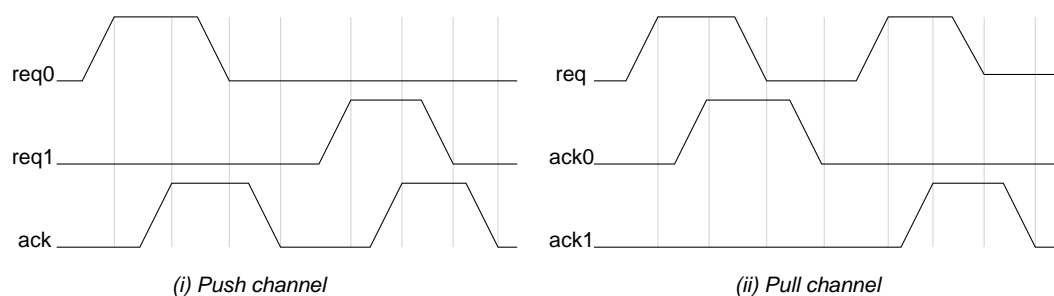 req0
req1
ack
(i) Push channel
req
ack0
ack1
(ii) Pull channel